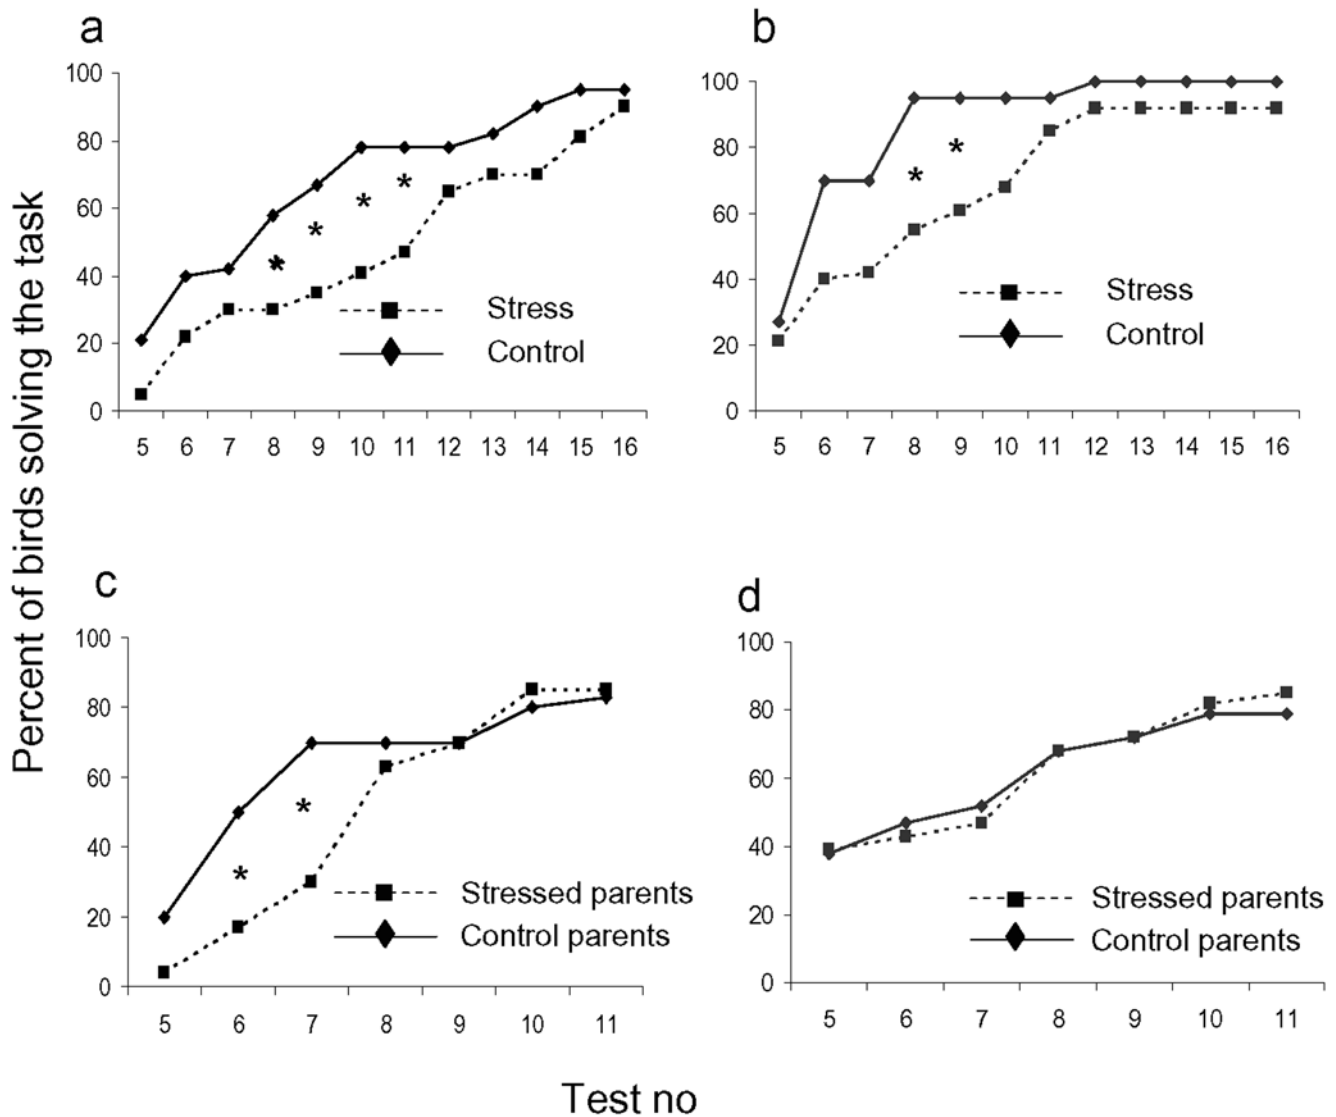 a
100
80
60
40
20
0
5 6 7 8 9 10 11 12 13 14 15 16
* * * *
Stress
Control
b
100
80
60
40
20
0
5 6 7 8 9 10 11 12 13 14 15 16
* *
Stress
Control
c
100
80
60
40
20
0
5 6 7 8 9 10 11
* *
Stressed parents
Control parents
d
100
80
60
40
20
0
5 6 7 8 9 10 11
Stressed parents
Control parents
Percent of birds solving the task
Test no